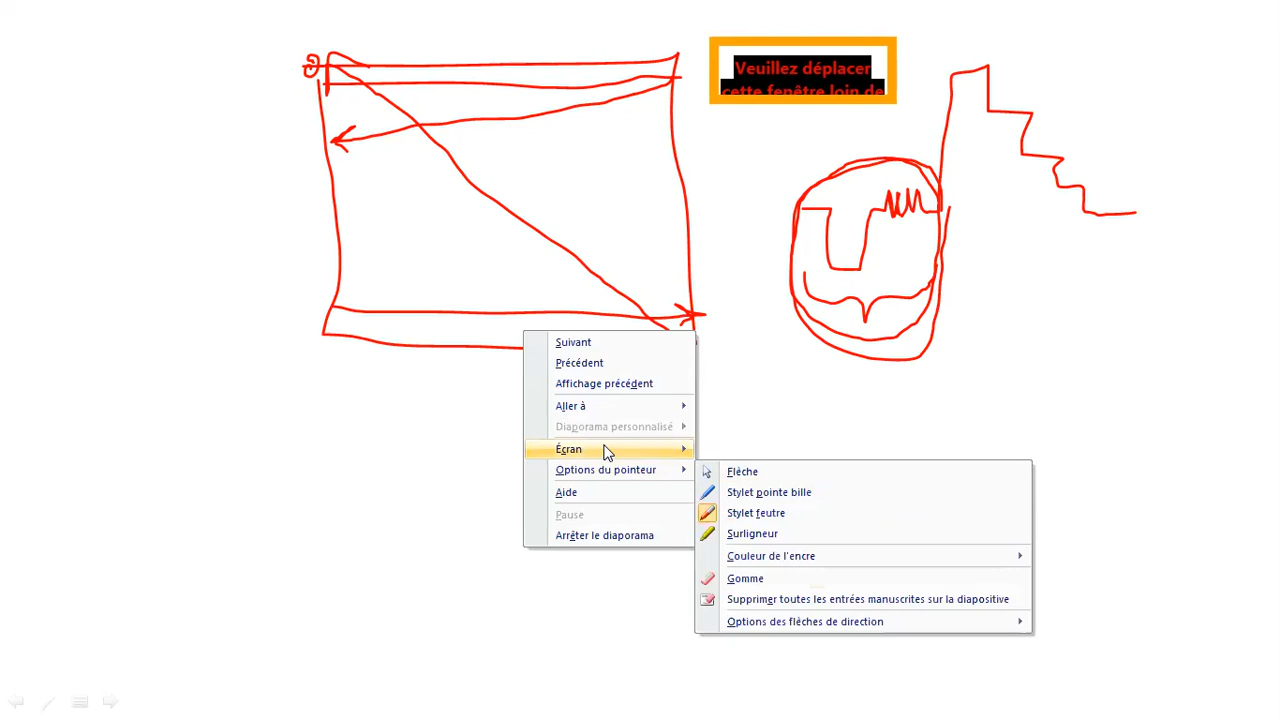 Veuillez déplacer
cette fenêtre loin de
Suivant
Précédent
Affichage précédent
Aller à
Diaporama personnalisé
Écran
Options du pointeur
Aide
Pause
Arrêter le diaporama
Flèche
Stylet pointe bille
Stylet feutre
Surligneur
Couleur de l'encre
Gomme
Supprimer toutes les entrées manuscrites sur la diapositive
Options des flèches de direction